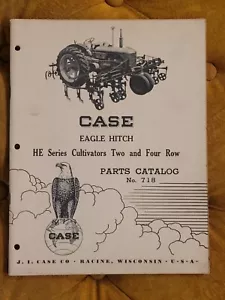 CASE
EAGLE HITCH
HE Series Cultivators Two and Four Row
PARTS CATALOG
No. 718
CASE
J. I. CASE CO · RACINE, WISCONSIN · U·S·A·